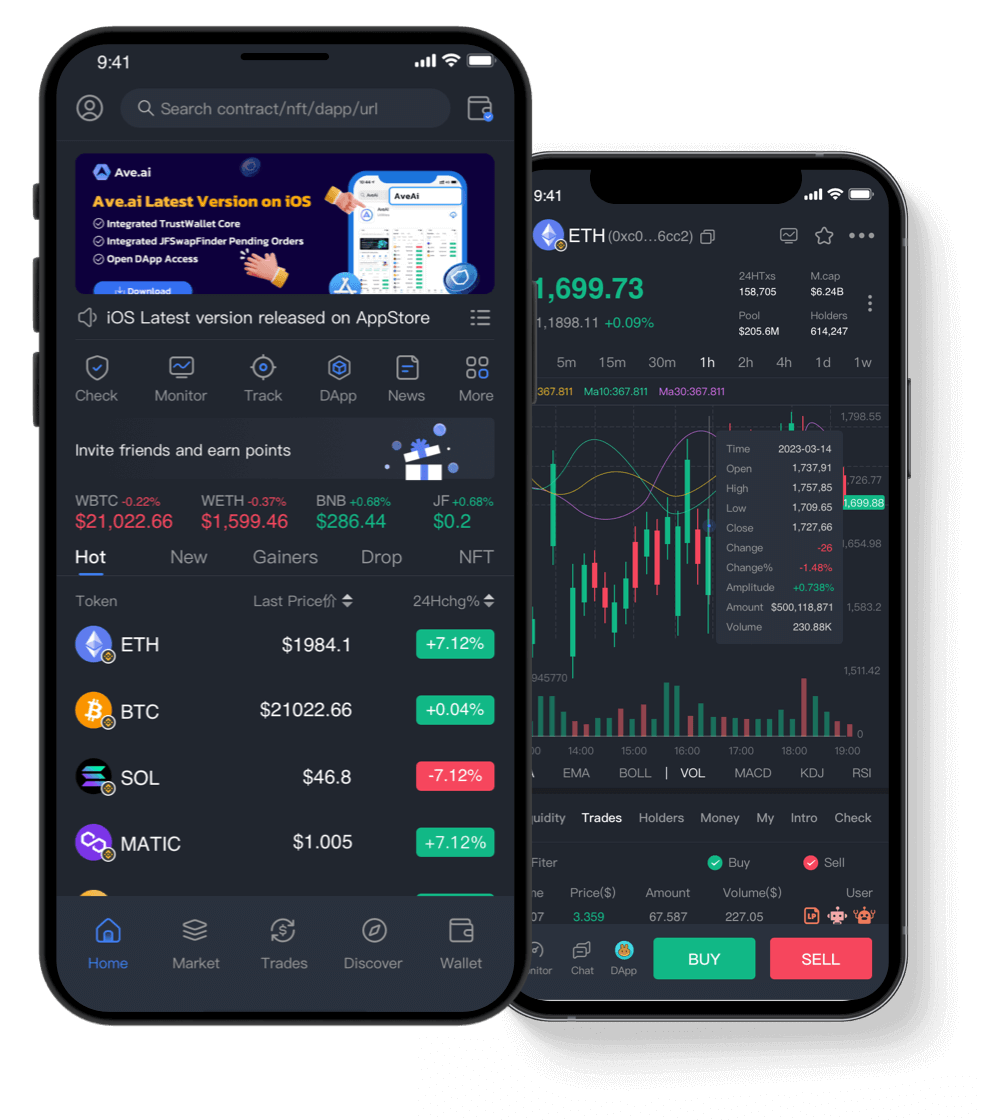 9:41
Search contract/nft/dapp/url
Ave.ai
Ave.ai Latest Version on iOS
Integrated TrustWallet Core
Integrated JFSwapFinder Pending Orders
Open DApp Access
Download
AveAi
iOS Latest version released on AppStore
Check Monitor Track DApp News More
Invite friends and earn points
WBTC -0.22% WETH -0.37% BNB +0.68% JF +0.68%
$21,022.66 $1,599.46 $286.44 $0.2
Hot New Gainers Drop NFT
Token Last Price价 24Hchg%
ETH $1984.1 +7.12%
BTC $21022.66 +0.04%
SOL $46.8 -7.12%
MATIC $1.005 +7.12%
Home Market Trades Discover Wallet
9:41
ETH (0xc0...6cc2)
1,699.73
24HTxs M.cap
158,705 $6.24B
Pool Holders
$205.6M 614,247
1,1898.11 +0.09%
5m 15m 30m 1h 2h 4h 1d 1w
:367.811 Ma10:367.811 Ma30:367.811
1,798.55
Time 2023-03-14
Open 1,737,91
High 1,757,85
Low 1,709.65
Close 1,727,66
Change -26
Change% -1.48%
Amplitude +0.738%
Amount $500,118,871
Volume 230.88K
,726.77
1,699.88
1,654.98
1,583.2
1,511.42
945770
0
00 14:00 15:00 16:00 17:00 18:00 19:00
EMA BOLL VOL MACD KDJ RSI
uidity Trades Holders Money My Intro Check
Fiter Buy Sell
me Price($) Amount Volume($) User
07 3.359 67.587 227.05 LP
nitor Chat DApp BUY SELL